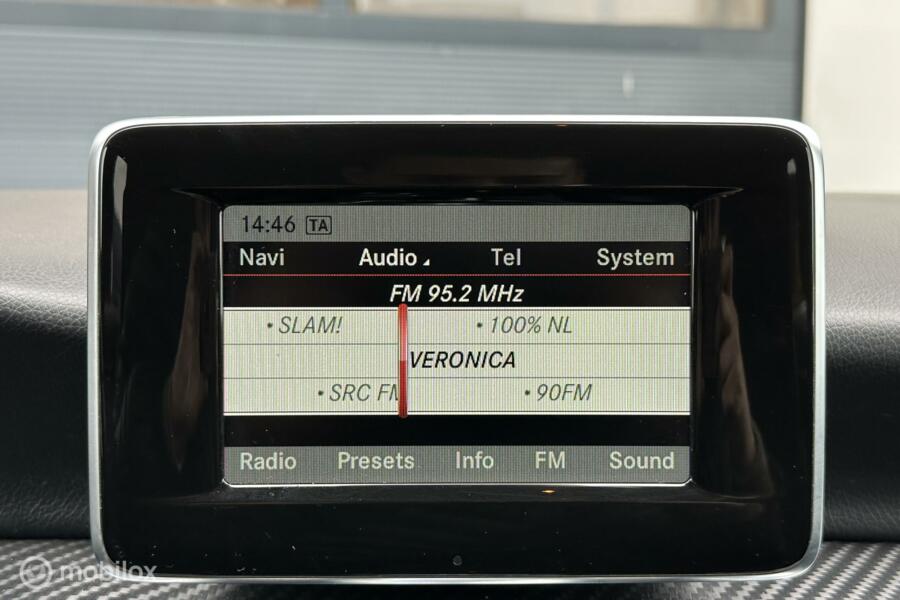 14:46 TA
Navi Audio Tel System
FM 95.2 MHz
• SLAM! • 100% NL
VERONICA
• SRC FM • 90FM
Radio Presets Info FM Sound
mobilox